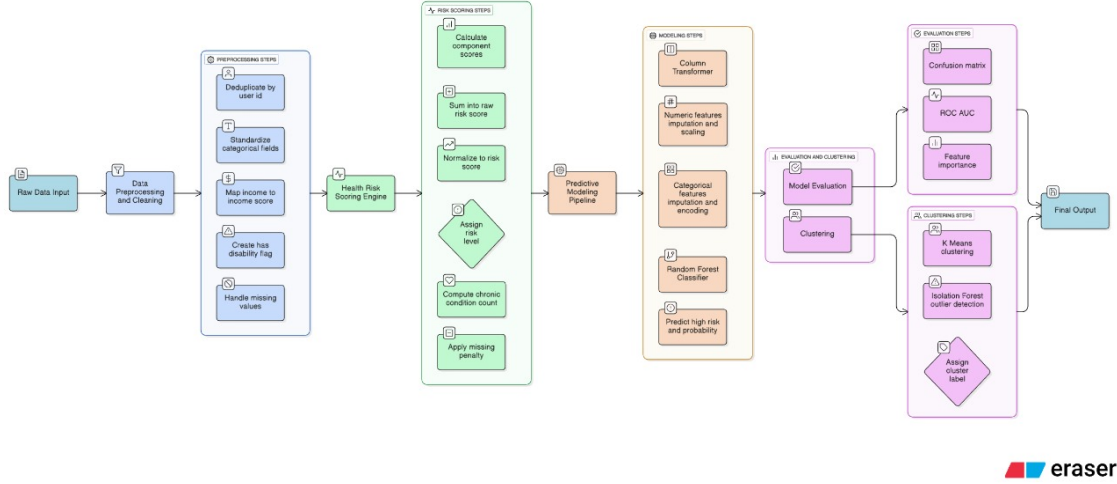 Raw Data Input
Data
Preprocessing
and Cleaning
PREPROCESSING STEPS
Deduplicate by
user id
Standardize
categorical fields
Map income to
income score
Create has
disability flag
Handle missing
values
Health Risk
Scoring Engine
RISK SCORING STEPS
Calculate
component
scores
Sum into raw
risk score
Normalize to risk
score
Assign
risk
level
Compute chronic
condition count
Apply missing
penalty
Predictive
Modeling
Pipeline
MODELING STEPS
Column
Transformer
Numeric features
imputation and
scaling
Categorical
features
imputation and
encoding
Random Forest
Classifier
Predict high risk
and probability
EVALUATION AND CLUSTERING
Model Evaluation
Clustering
EVALUATION STEPS
Confusion matrix
ROC AUC
Feature
importance
CLUSTERING STEPS
K Means
clustering
Isolation Forest
outlier detection
Assign
cluster
label
Final Output
eraser